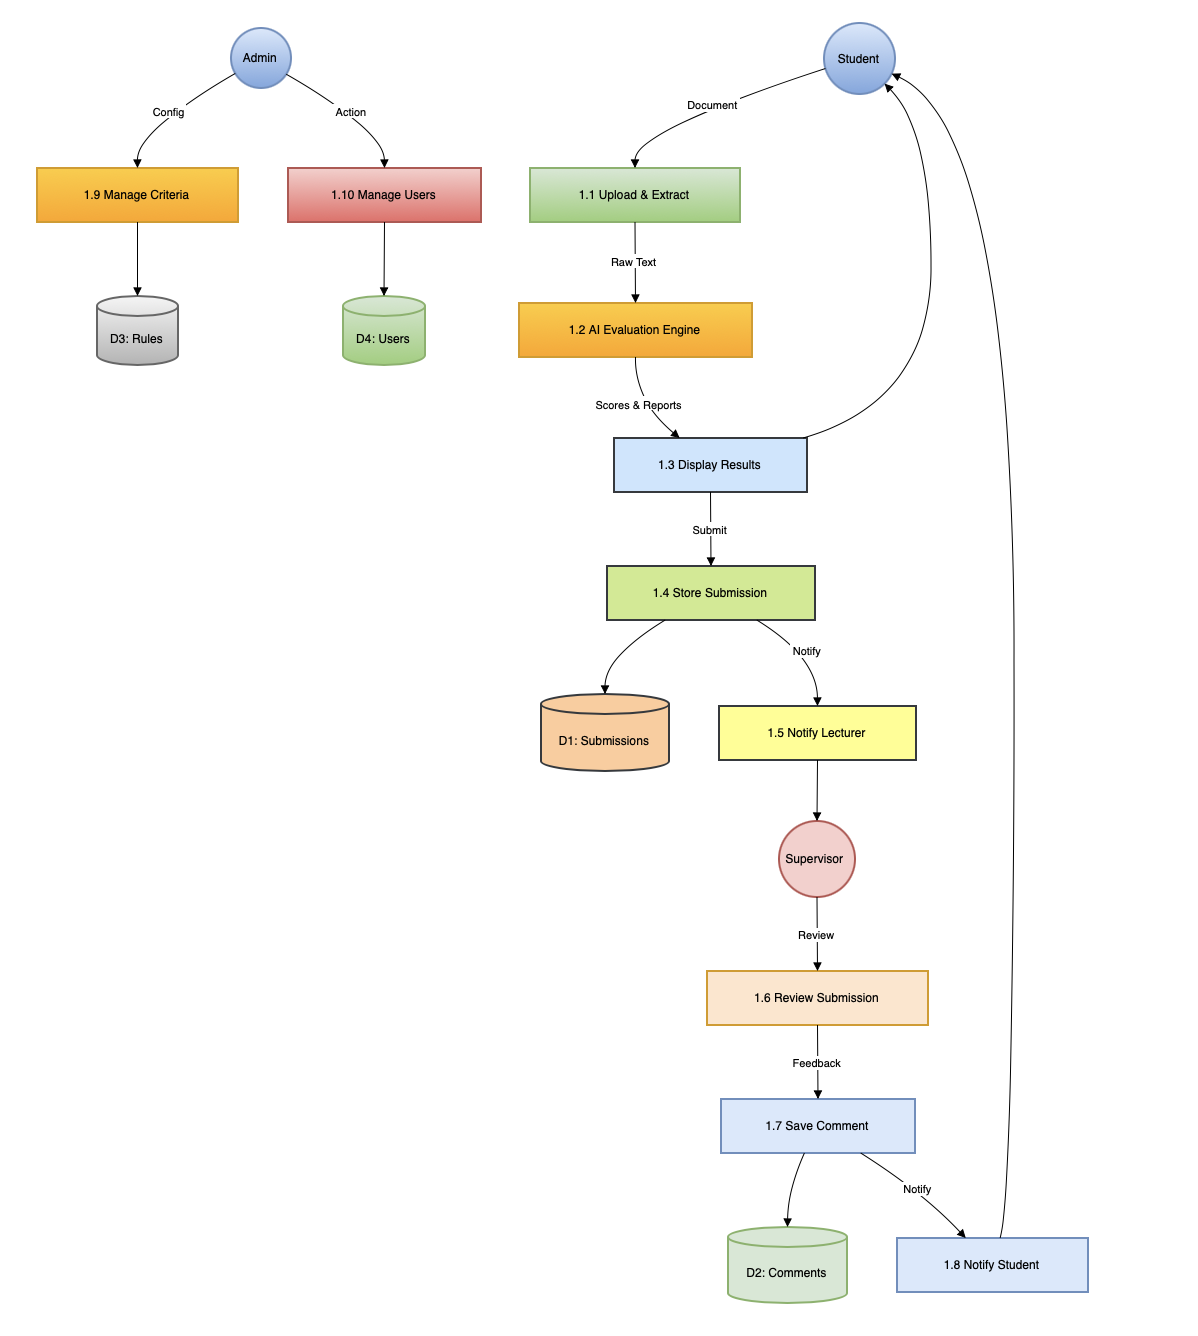 Admin
Student
Config
Action
Document
1.9 Manage Criteria
1.10 Manage Users
1.1 Upload & Extract
Raw Text
D3: Rules
D4: Users
1.2 AI Evaluation Engine
Scores & Reports
1.3 Display Results
Submit
1.4 Store Submission
Notify
D1: Submissions
1.5 Notify Lecturer
Supervisor
Review
1.6 Review Submission
Feedback
1.7 Save Comment
Notify
D2: Comments
1.8 Notify Student